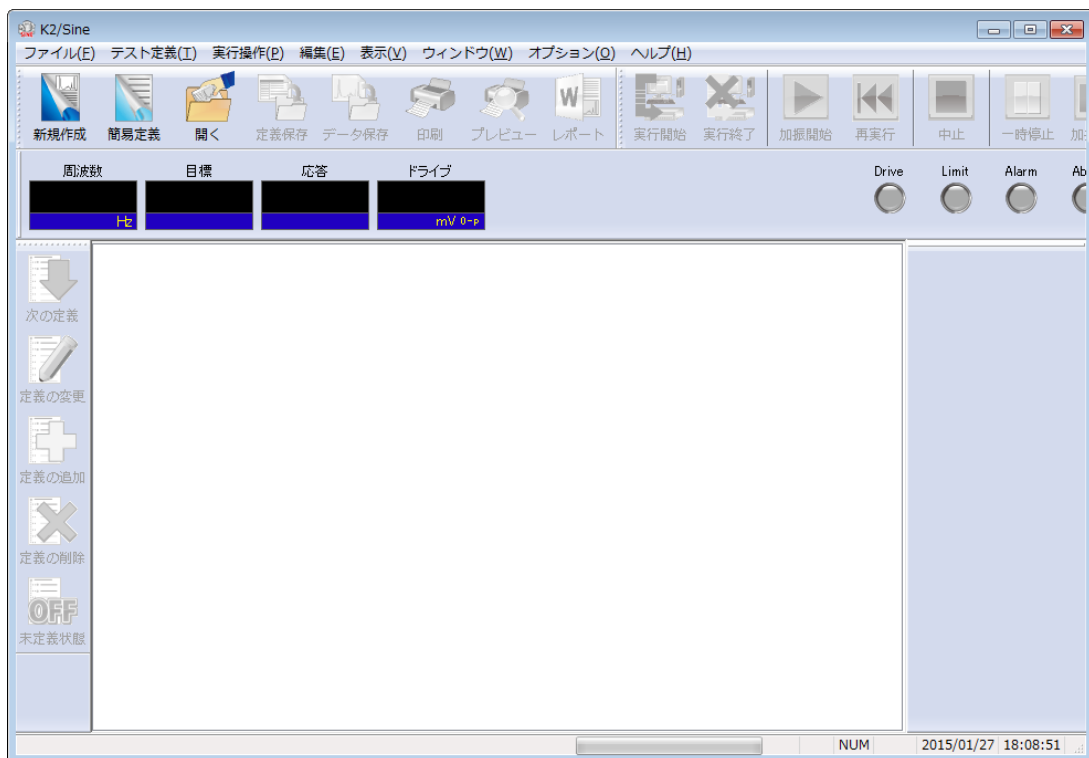 K2/Sine
ファイル(F) テスト定義(T) 実行操作(P) 編集(E) 表示(V) ウィンドウ(W) オプション(O) ヘルプ(H)
新規作成 簡易定義 開く 定義保存 データ保存 印刷 プレビュー レポート 実行開始 実行終了 加振開始 再実行 中止 一時停止 加
周波数 目標 応答 ドライブ Drive Limit Alarm Ab
Hz mV 0-P
次の定義
定義の変更
定義の追加
定義の削除
OFF
未定義状態
NUM 2015/01/27 18:08:51